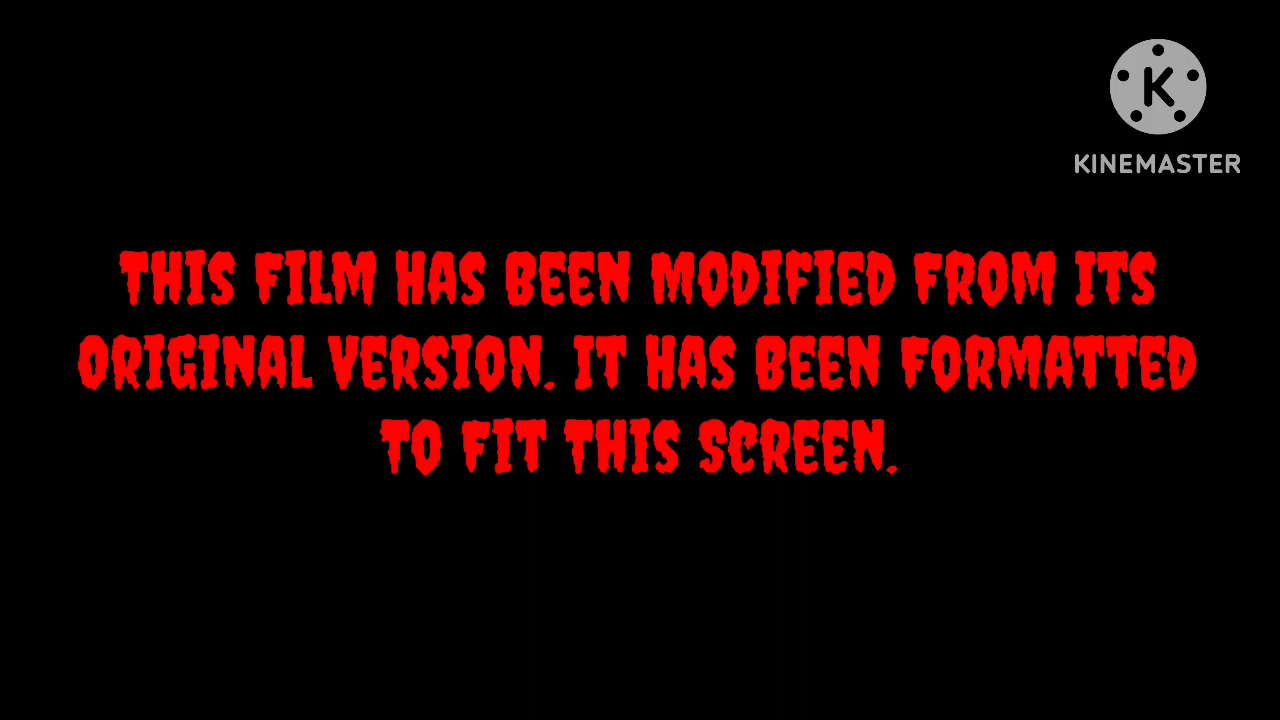 K
KINEMASTER
THIS FILM HAS BEEN MODIFIED FROM ITS
ORIGINAL VERSION. IT HAS BEEN FORMATTED
TO FIT THIS SCREEN.